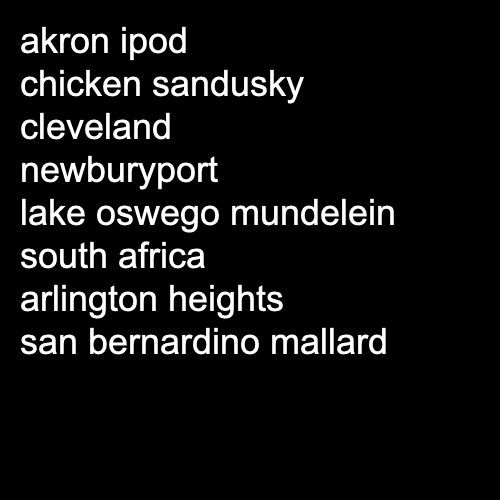 akron ipod
chicken sandusky
cleveland
newburyport
lake oswego mundelein
south africa
arlington heights
san bernardino mallard